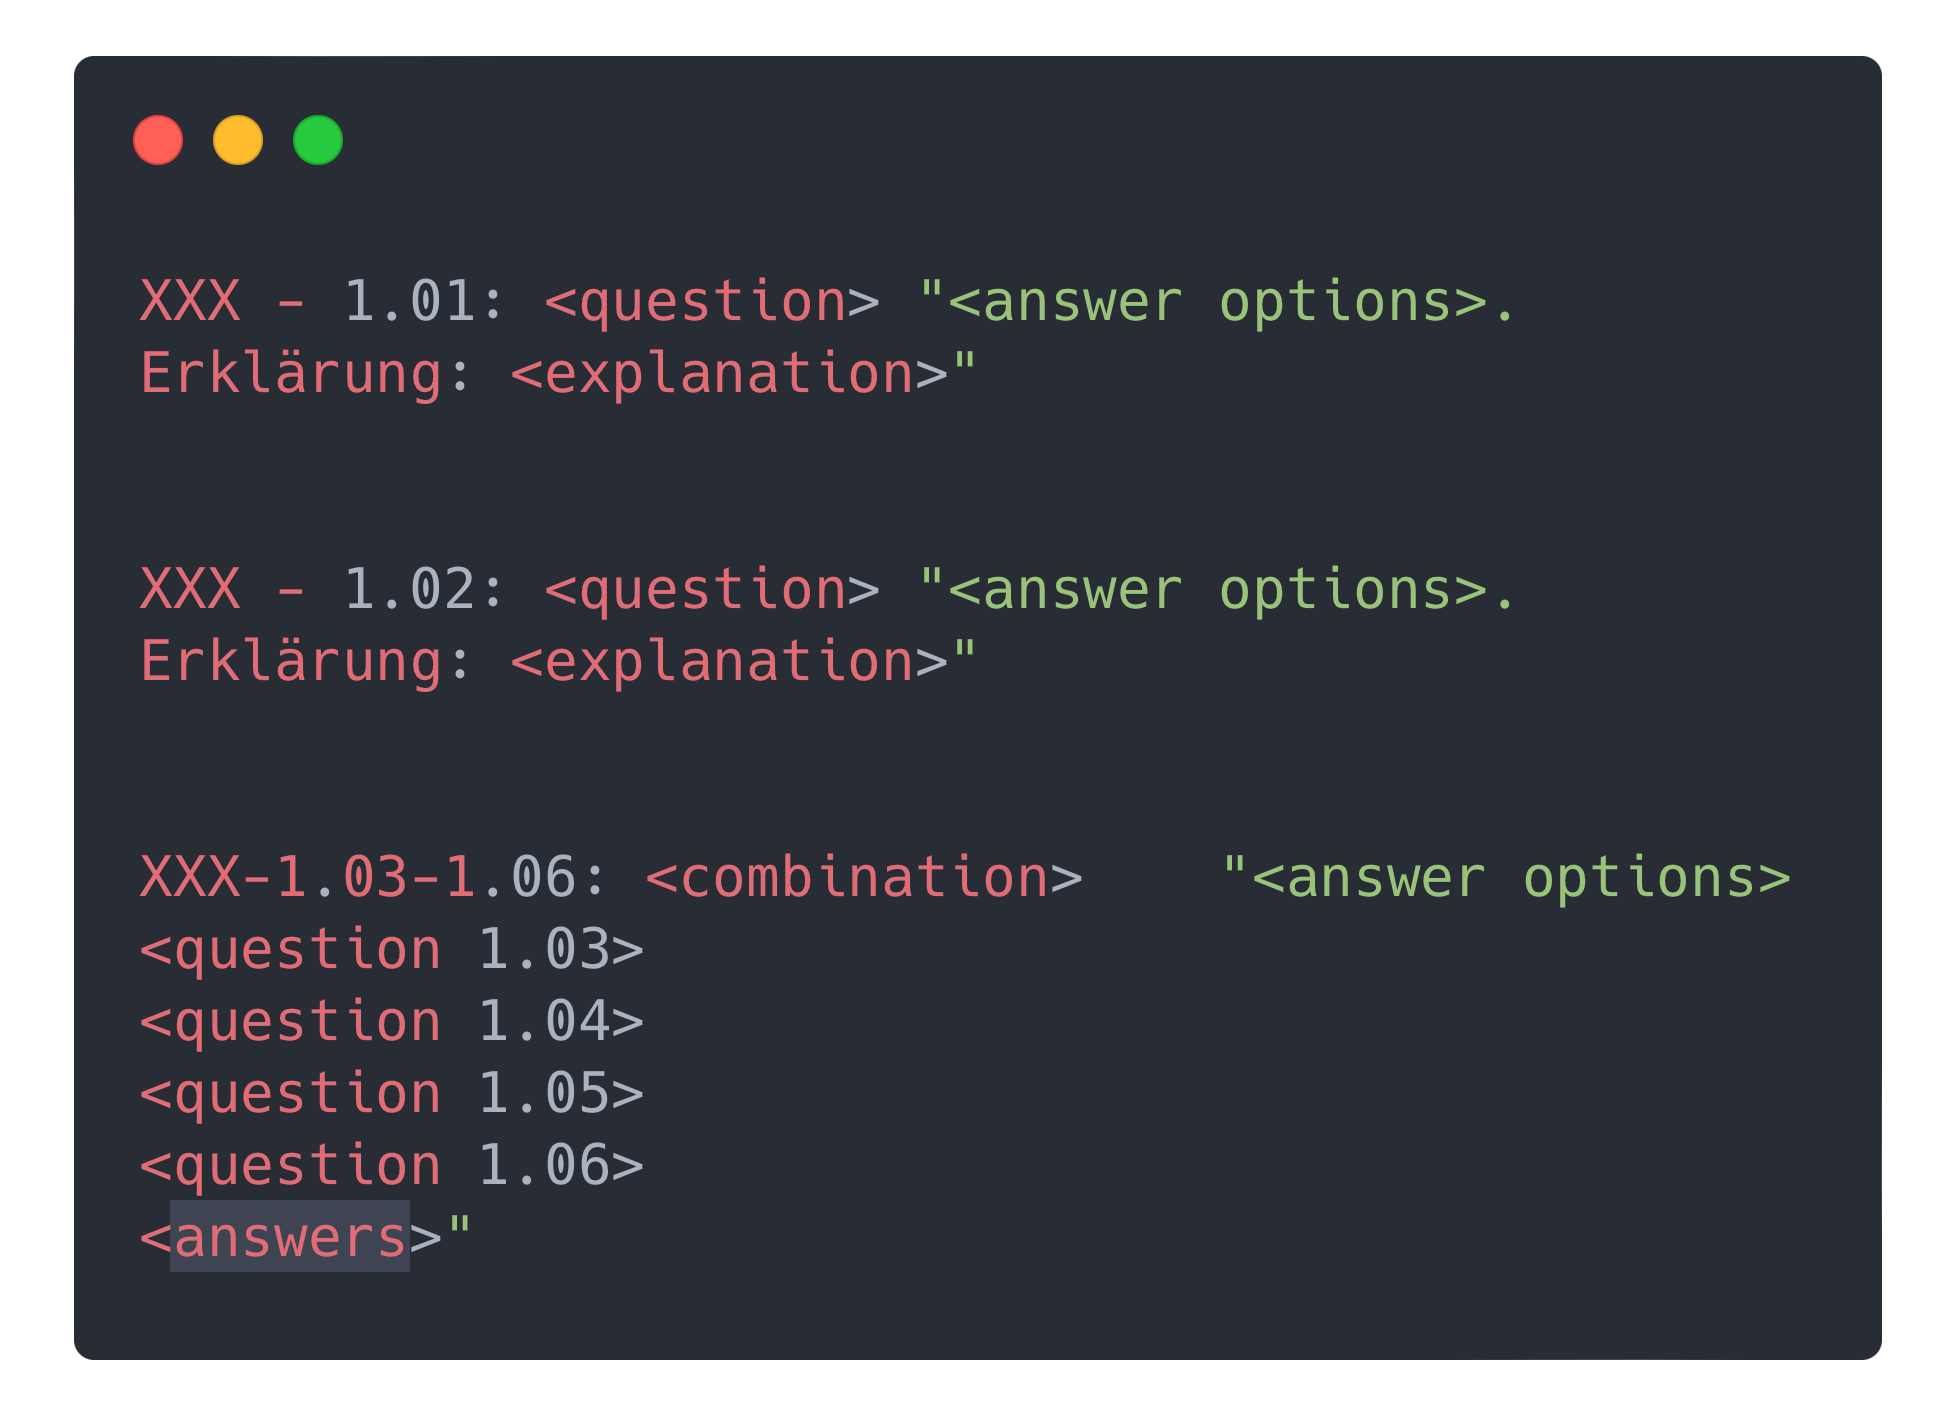 XXX - 1.01: <question> "<answer options>.
Erklärung: <explanation>"
XXX - 1.02: <question> "<answer options>.
Erklärung: <explanation>"
XXX-1.03-1.06: <combination>    "<answer options>
<question 1.03>
<question 1.04>
<question 1.05>
<question 1.06>
<answers>"